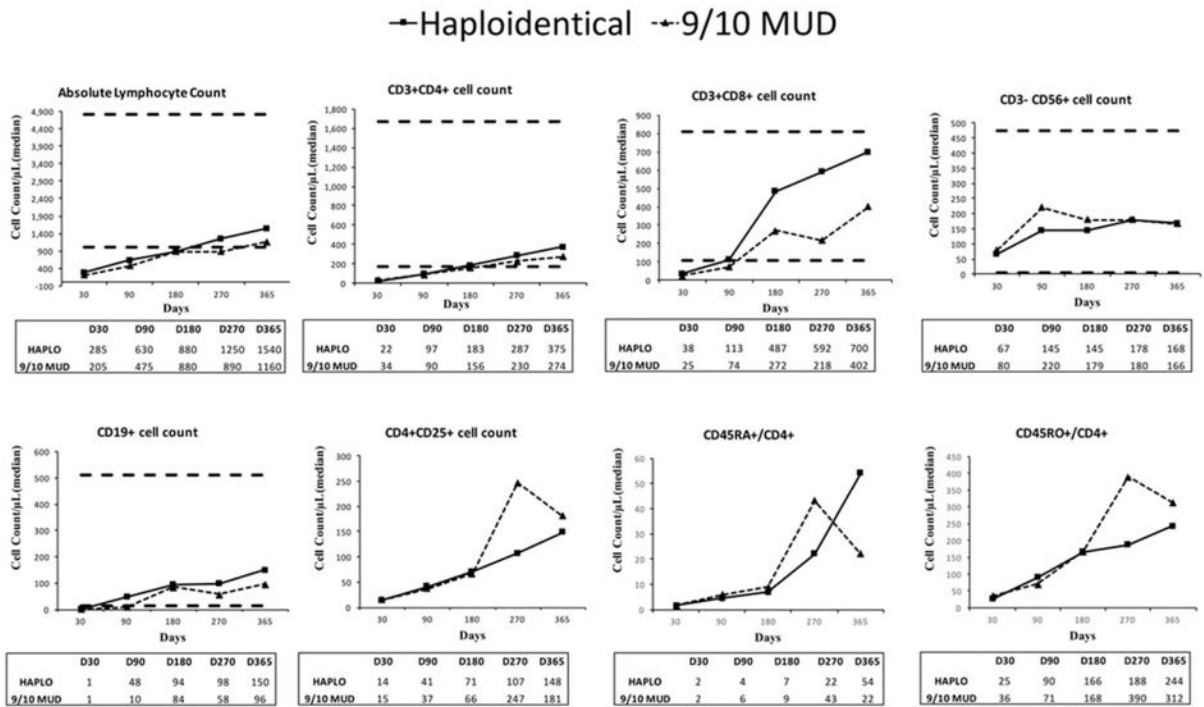 Haploidentical 9/10 MUD
Absolute Lymphocyte Count
Cell Count/µL(median)
4,900
4,400
3,900
3,400
2,900
2,400
1,900
1,400
900
400
-100
30 90 180 270 365
Days
D30 D90 D180 D270 D365
HAPLO 285 630 880 1250 1540
9/10 MUD 205 475 880 890 1160
CD3+CD4+ cell count
Cell Count/µL(median)
1,800
1,600
1,400
1,200
1,000
800
600
400
200
0
30 90 180 270 365
Days
D30 D90 D180 D270 D365
HAPLO 22 97 183 287 375
9/10 MUD 34 90 156 230 274
CD3+CD8+ cell count
Cell Count/µL(median)
900
800
700
600
500
400
300
200
100
0
30 90 180 270 365
Days
D30 D90 D180 D270 D365
HAPLO 38 113 487 592 700
9/10 MUD 25 74 272 218 402
CD3- CD56+ cell count
Cell Count/µL(median)
500
450
400
350
300
250
200
150
100
50
0
30 90 180 270 365
Days
D30 D90 D180 D270 D365
HAPLO 67 145 145 178 168
9/10 MUD 80 220 179 180 166
CD19+ cell count
Cell Count/µL(median)
600
500
400
300
200
100
0
30 90 180 270 365
Days
D30 D90 D180 D270 D365
HAPLO 1 48 94 98 150
9/10 MUD 1 10 84 58 96
CD4+CD25+ cell count
Cell Count/µL(median)
300
250
200
150
100
50
0
30 90 180 270 365
Days
D30 D90 D180 D270 D365
HAPLO 14 41 71 107 148
9/10 MUD 15 37 66 247 181
CD45RA+/CD4+
Cell Count/µL(median)
60
50
40
30
20
10
0
30 90 180 270 365
Days
D30 D90 D180 D270 D365
HAPLO 2 4 7 22 54
9/10 MUD 2 6 9 43 22
CD45RO+/CD4+
Cell Count/µL(median)
450
400
350
300
250
200
150
100
50
0
30 90 180 270 365
Days
D30 D90 D180 D270 D365
HAPLO 25 90 166 188 244
9/10 MUD 36 71 168 390 312